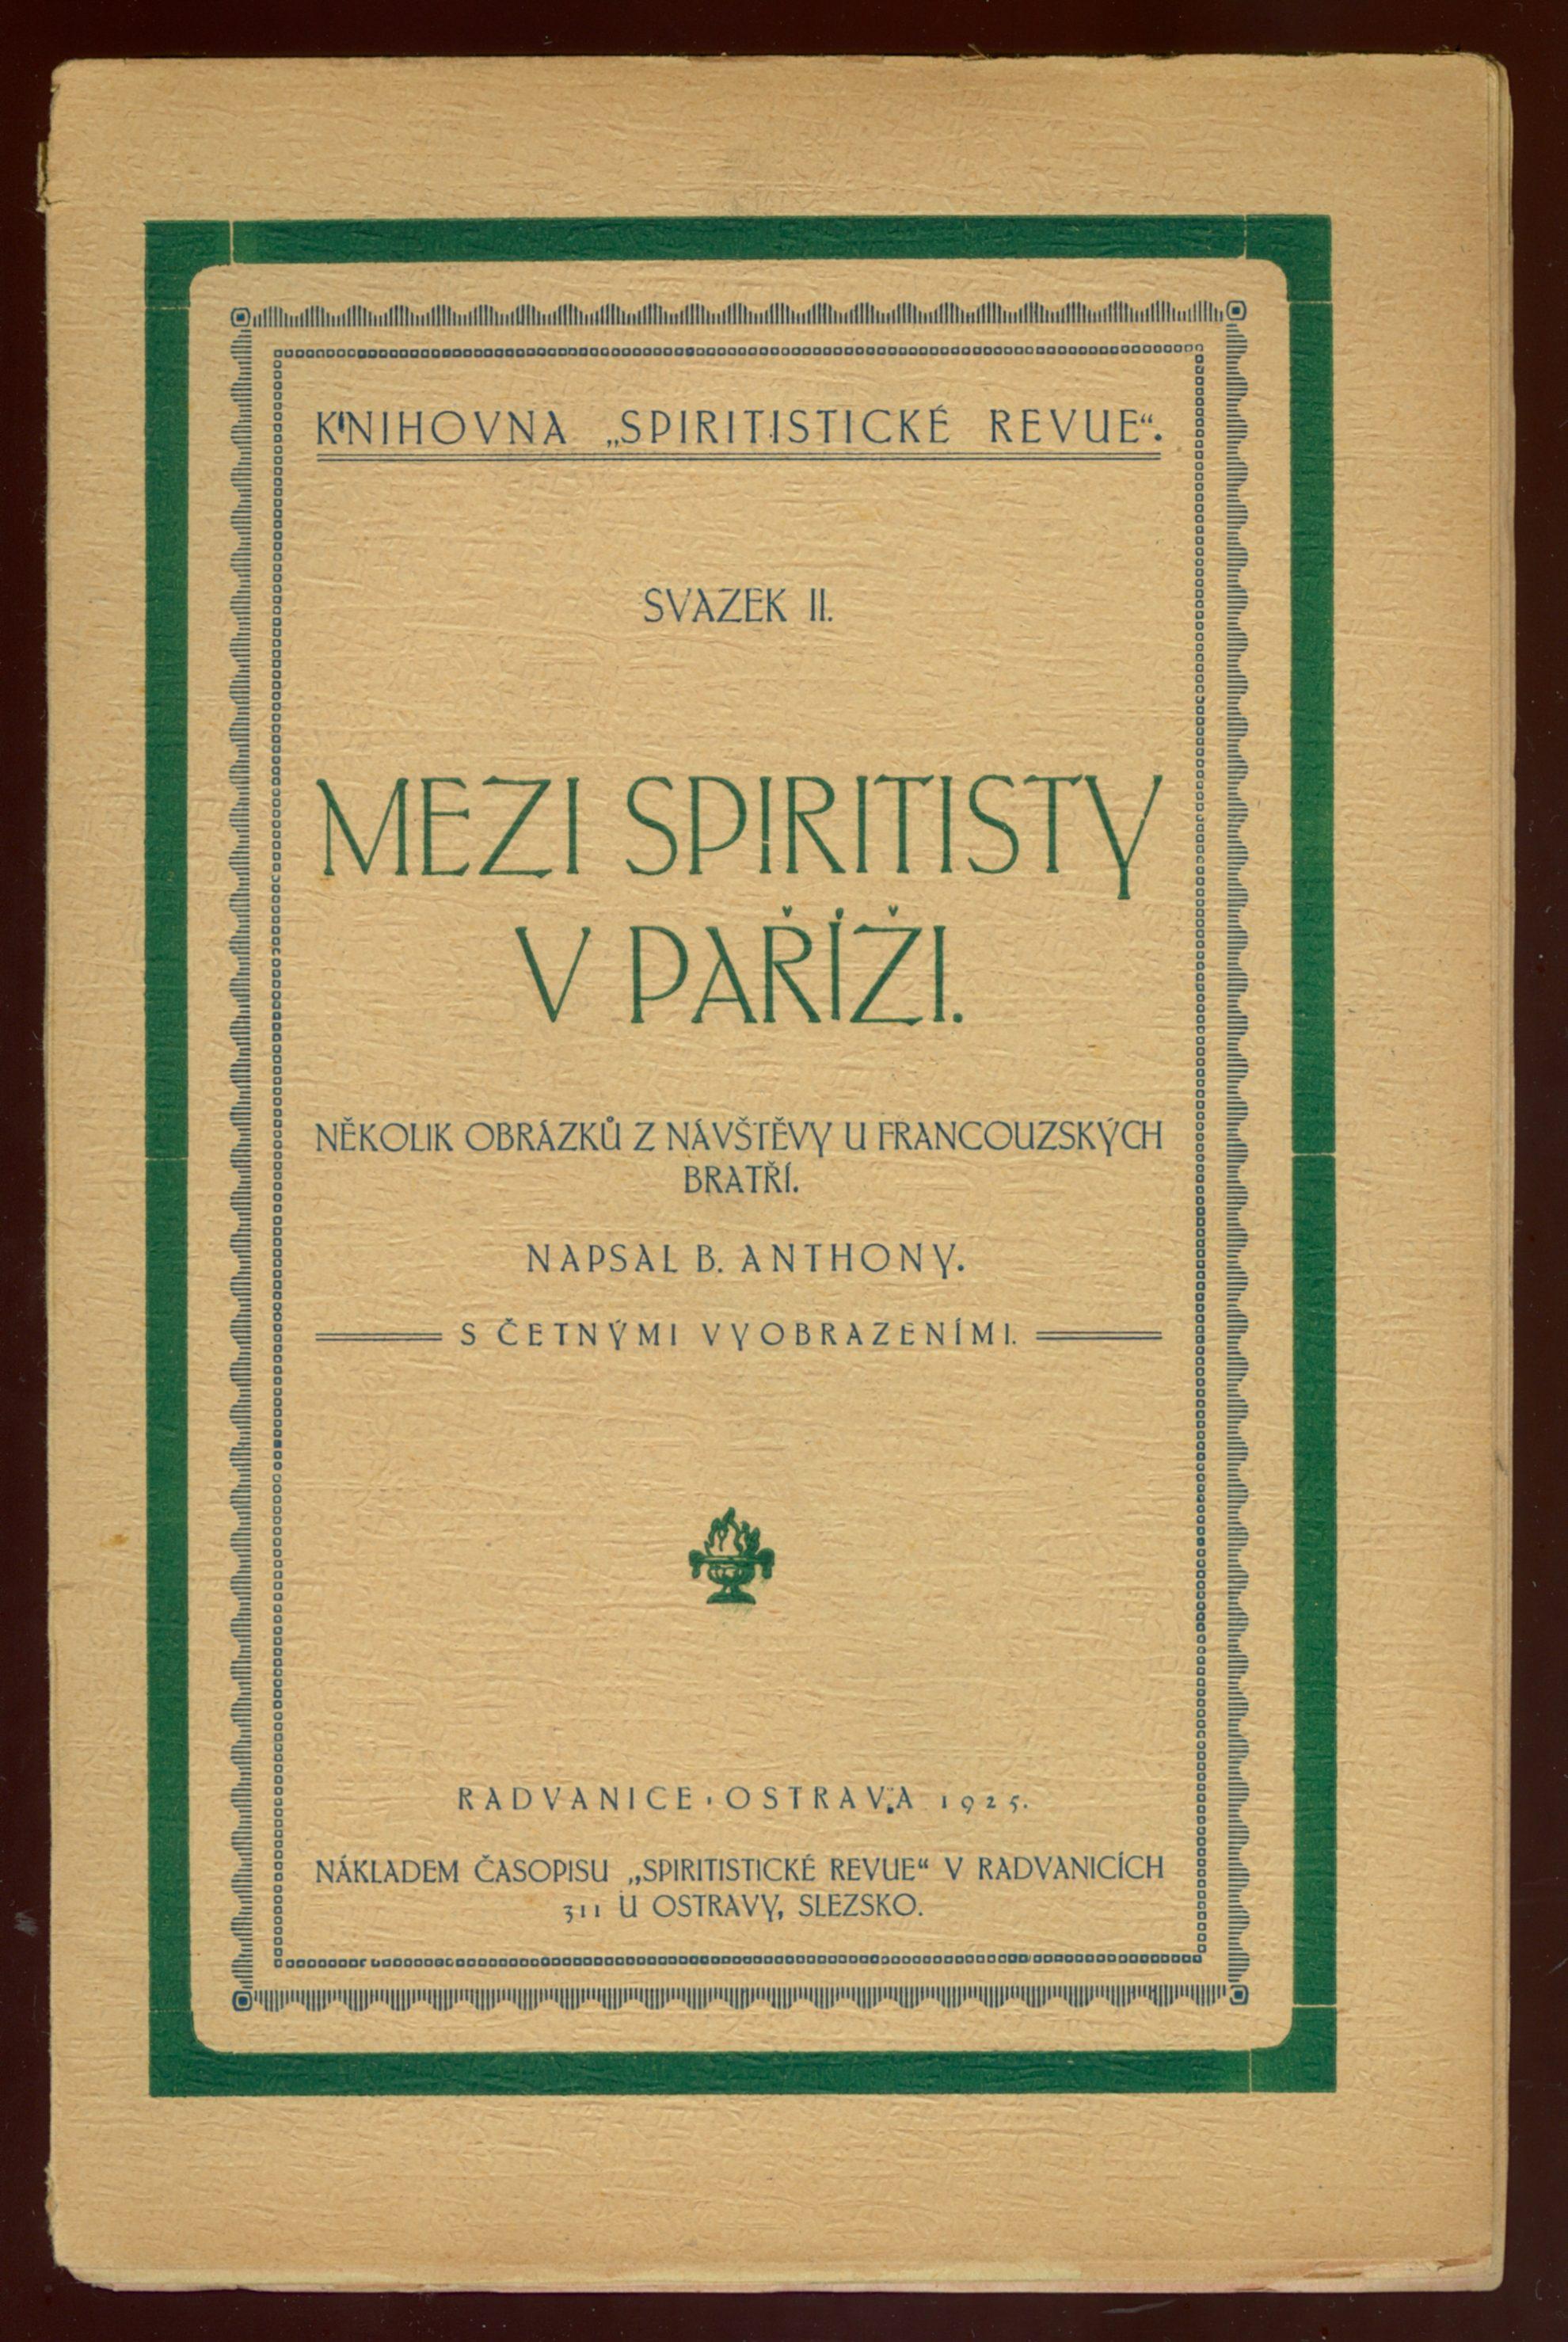 KNIHOVNA „SPIRITISTICKÉ REVUE“.
SVAZEK II.
MEZI SPIRITISTY
V PAŘÍŽI.
NĚKOLIK OBRÁZKŮ Z NÁVŠTĚVY U FRANCOUZSKÝCH
BRATŘÍ.
NAPSAL B. ANTHONY.
S ČETNÝMI VYOBRAZENÍMI.
RADVANICE-OSTRAVA 1925.
NÁKLADEM ČASOPISU „SPIRITISTICKÉ REVUE“ V RADVANICÍCH
311 U OSTRAVY, SLEZSKO.